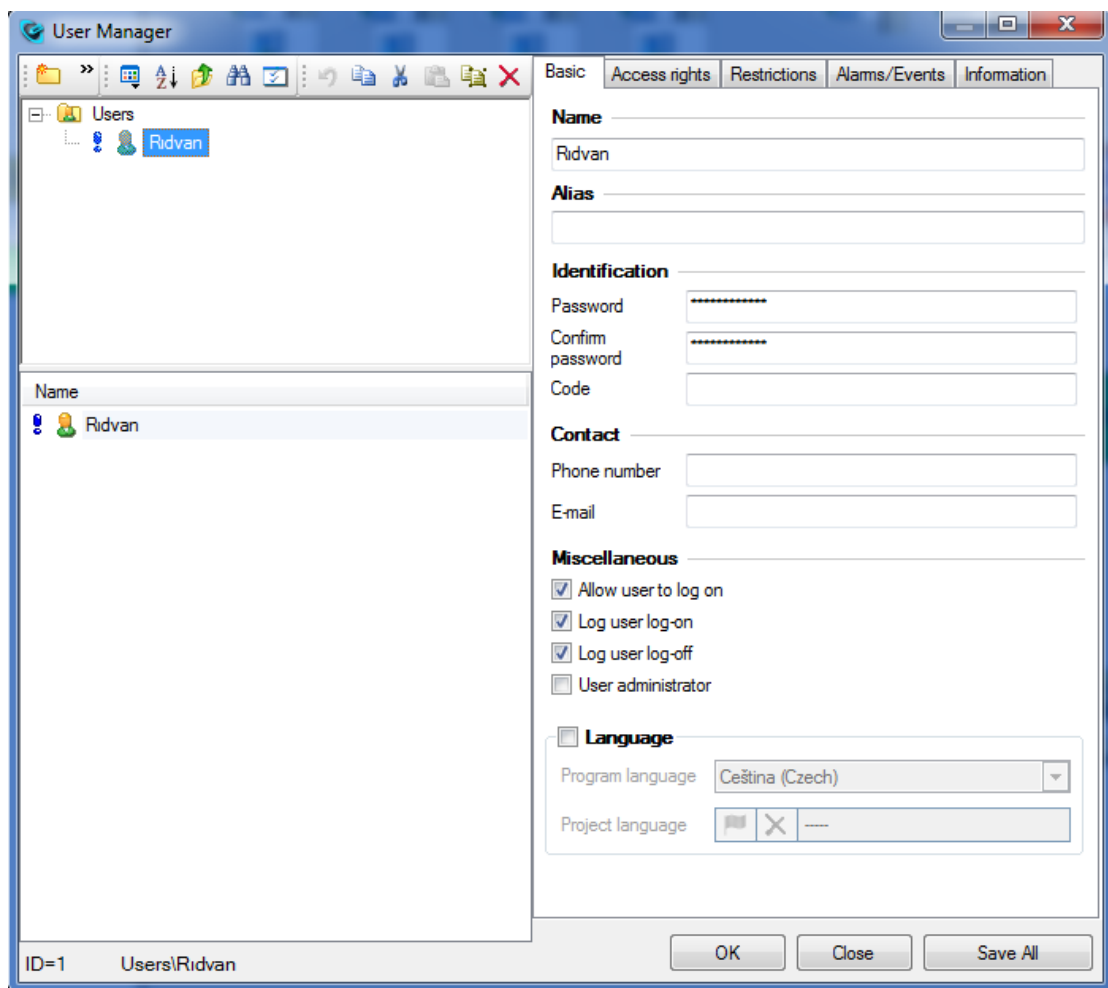 User Manager
Basic
Access rights
Restrictions
Alarms/Events
Information
Users
Rıdvan
Name
Rıdvan
Name
Rıdvan
Alias
Identification
Password
************
Confirm
password
************
Code
Contact
Phone number
E-mail
Miscellaneous
Allow user to log on
Log user log-on
Log user log-off
User administrator
Language
Program language
Ceština (Czech)
Project language
----
OK
Close
Save All
ID=1
Users\Rıdvan